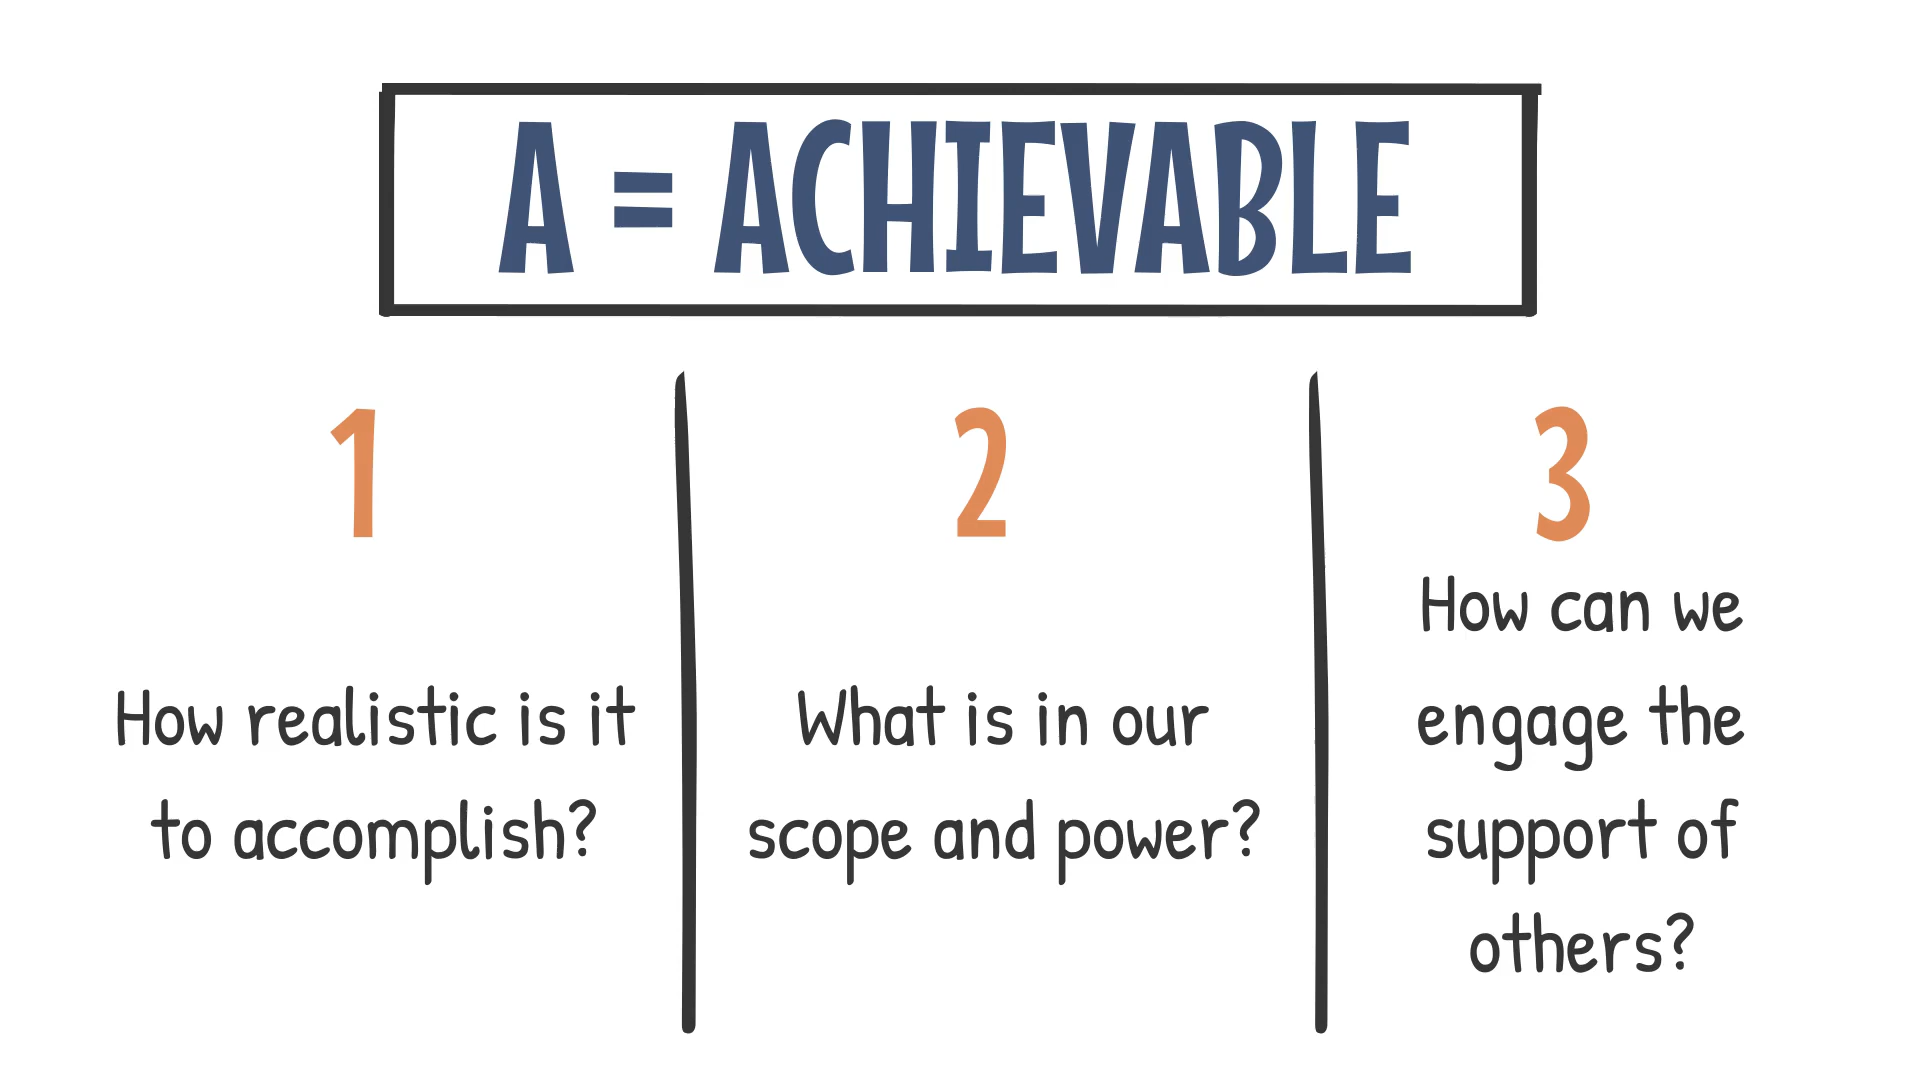 A = ACHIEVABLE
1
How realistic is it
to accomplish?
2
What is in our
scope and power?
3
How can we
engage the
support of
others?